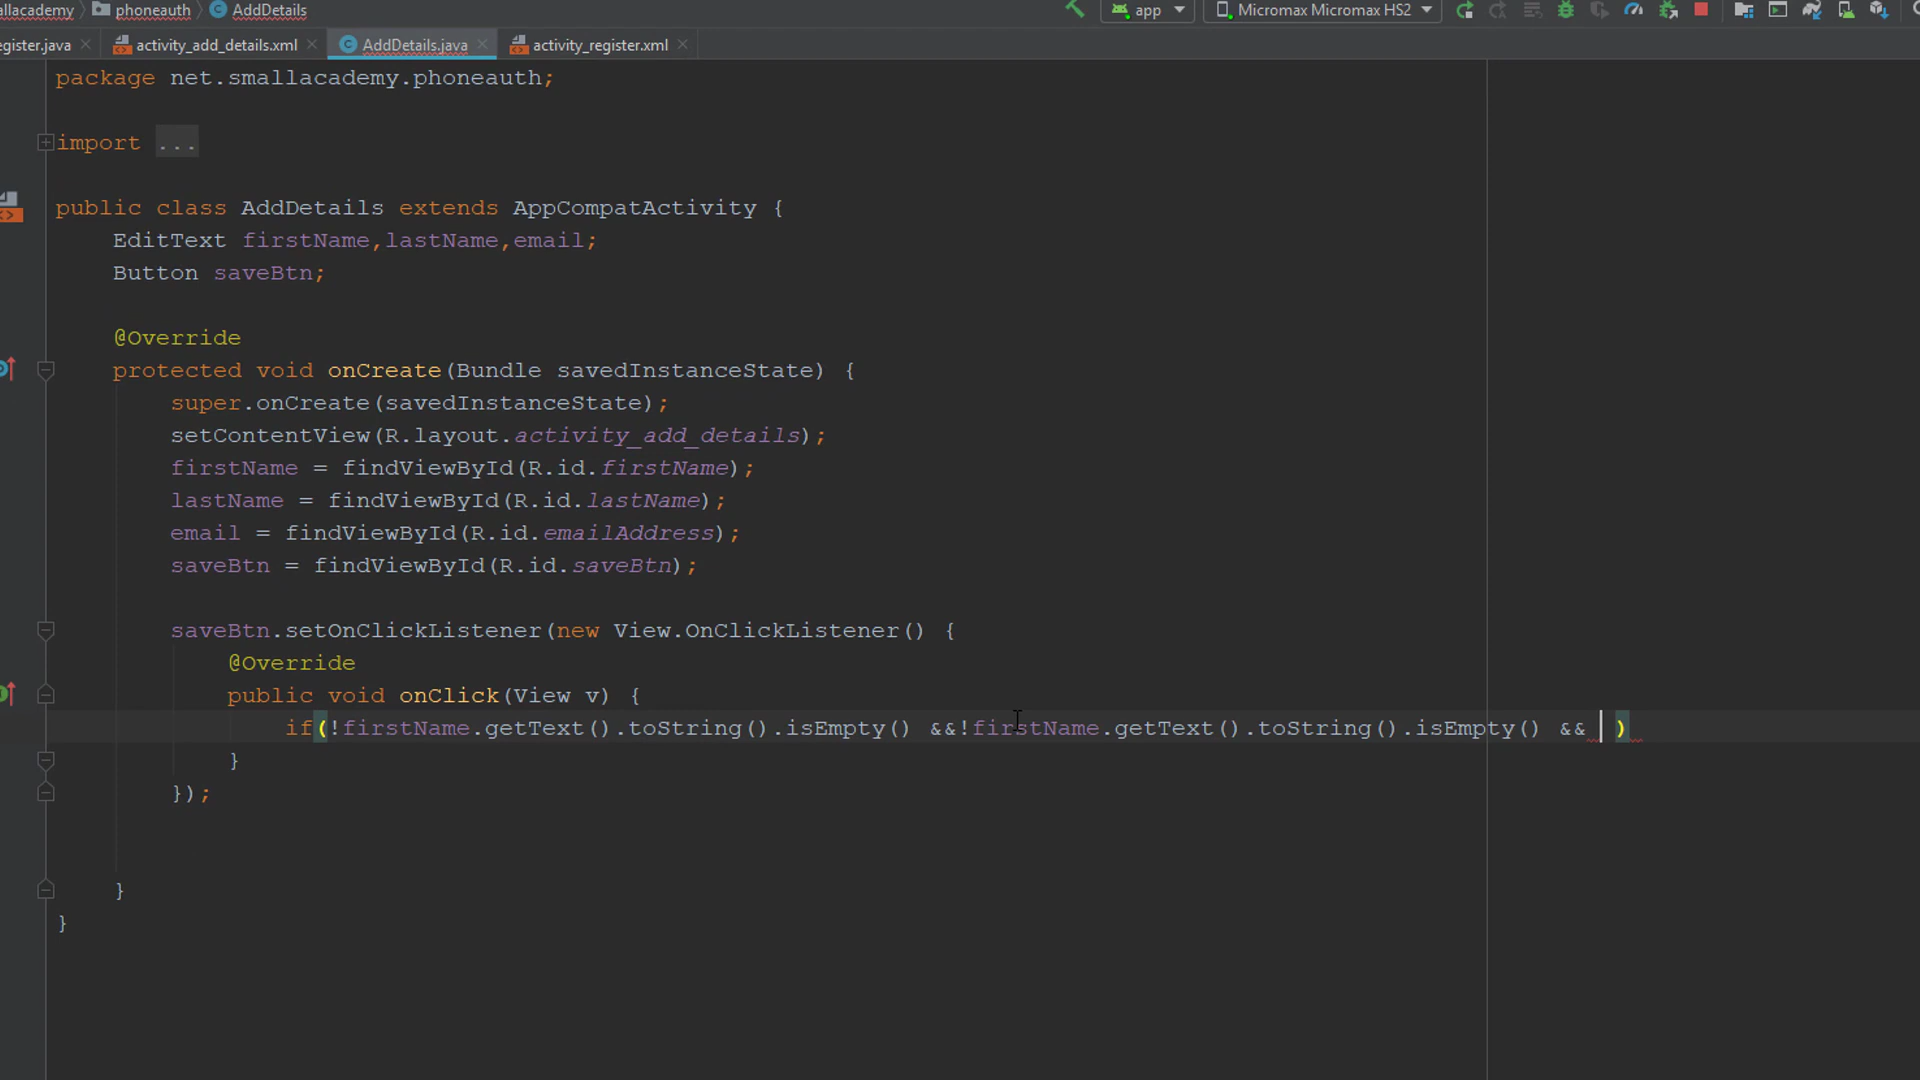 allacademy phoneauth AddDetails app Micromax Micromax HS2
egister.java activity_add_details.xml AddDetails.java activity_register.xml
package net.smallacademy.phoneauth;
import ...
public class AddDetails extends AppCompatActivity {
EditText firstName,lastName,email;
Button saveBtn;
@Override
protected void onCreate(Bundle savedInstanceState) {
super.onCreate(savedInstanceState);
setContentView(R.layout.activity_add_details);
firstName = findViewById(R.id.firstName);
lastName = findViewById(R.id.lastName);
email = findViewById(R.id.emailAddress);
saveBtn = findViewById(R.id.saveBtn);
saveBtn.setOnClickListener(new View.OnClickListener() {
@Override
public void onClick(View v) {
if(!firstName.getText().toString().isEmpty() &&!firstName.getText().toString().isEmpty() && )
}
});
}
}